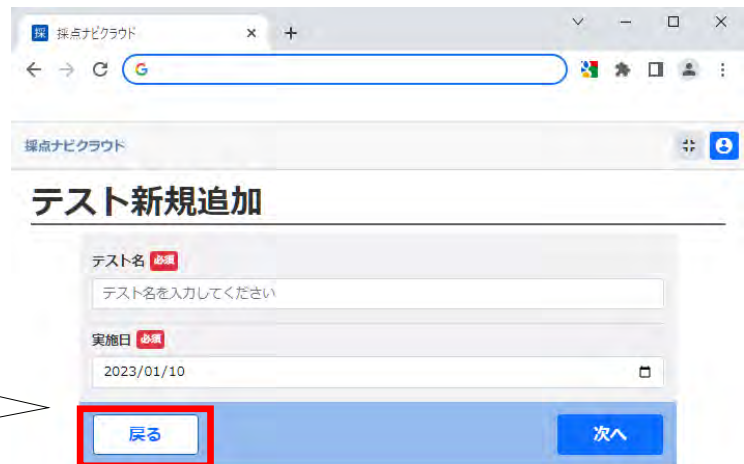 採 採点ナビクラウド
G
採点ナビクラウド
テスト新規追加
テスト名 必須
テスト名を入力してください
実施日 必須
2023/01/10
戻る 次へ